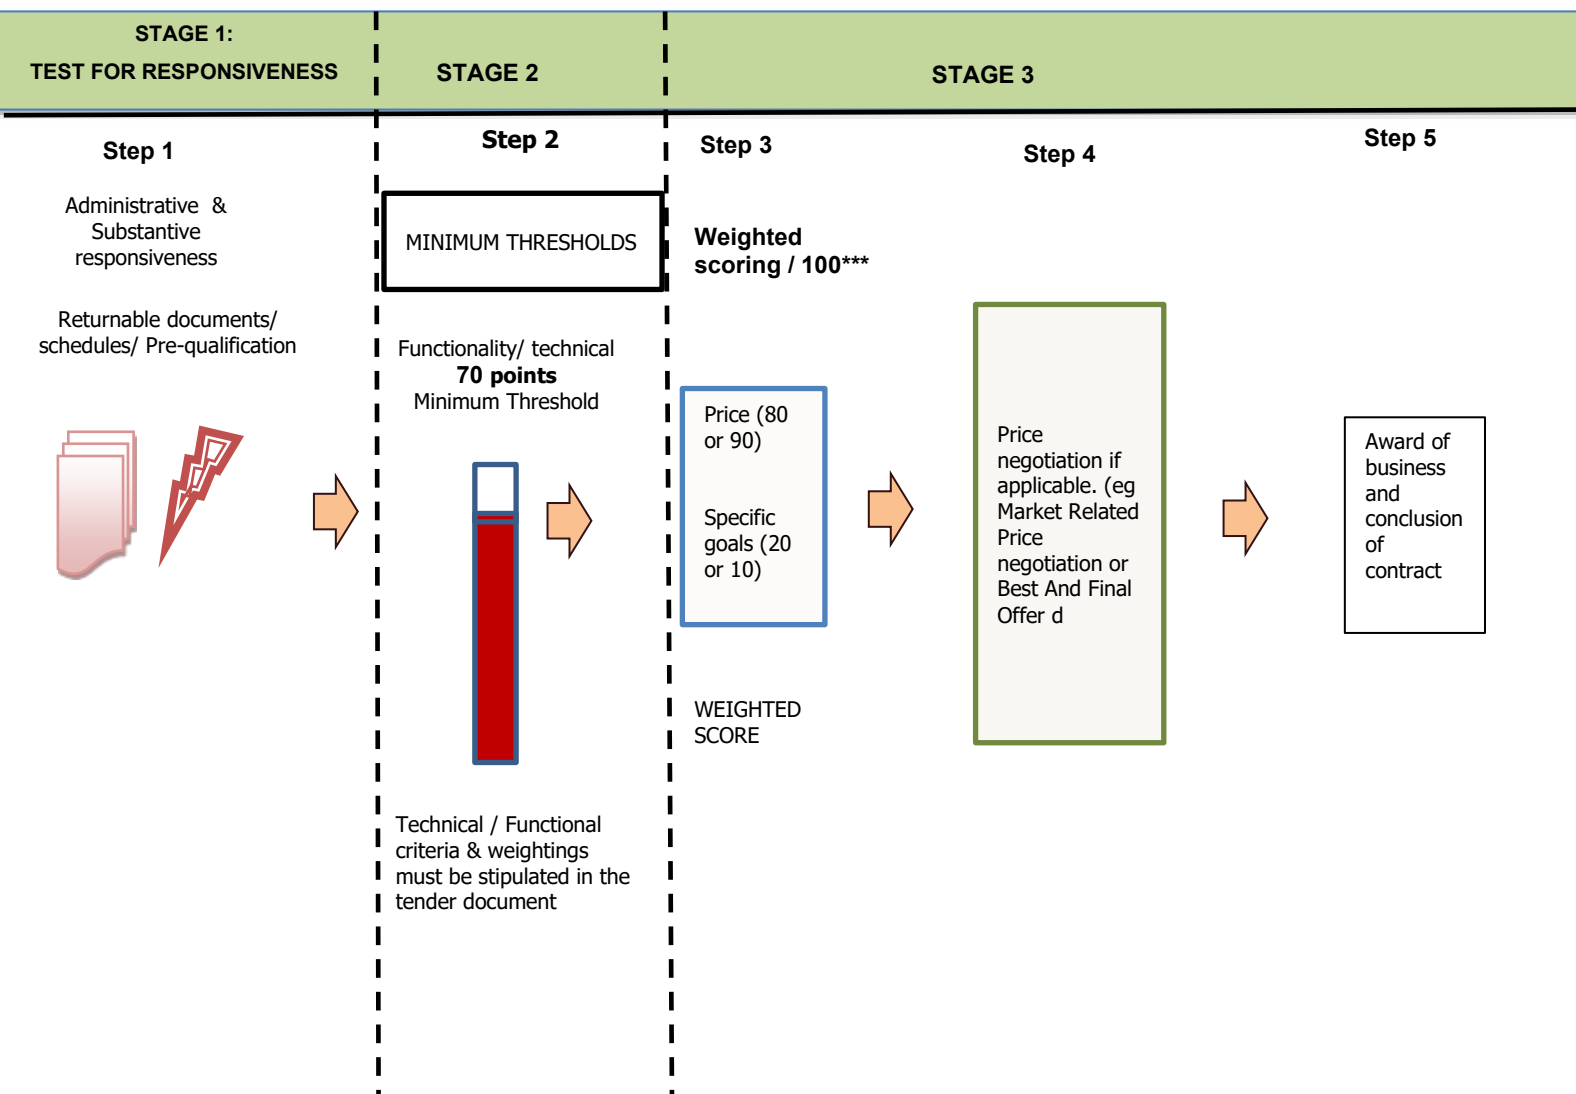 STAGE 1:
TEST FOR RESPONSIVENESS
STAGE 2
STAGE 3
Step 1
Administrative  &
Substantive
responsiveness
Returnable documents/
schedules/ Pre-qualification
Step 2
MINIMUM THRESHOLDS
Functionality/ technical
70 points
Minimum Threshold
Technical / Functional
criteria & weightings
must be stipulated in the
tender document
Step 3
Weighted
scoring / 100***
Price (80
or 90)
Specific
goals (20
or 10)
WEIGHTED
SCORE
Step 4
Price
negotiation if
applicable. (eg
Market Related
Price
negotiation or
Best And Final
Offer d
Step 5
Award of
business
and
conclusion
of
contract